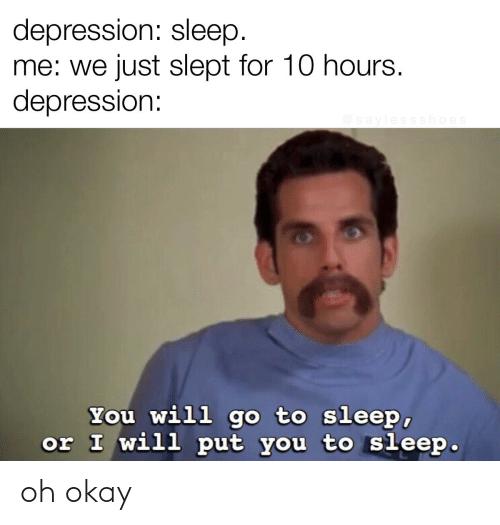 depression: sleep.
me: we just slept for 10 hours.
depression:
@saylessshoes
You will go to sleep,
or I will put you to sleep.
oh okay